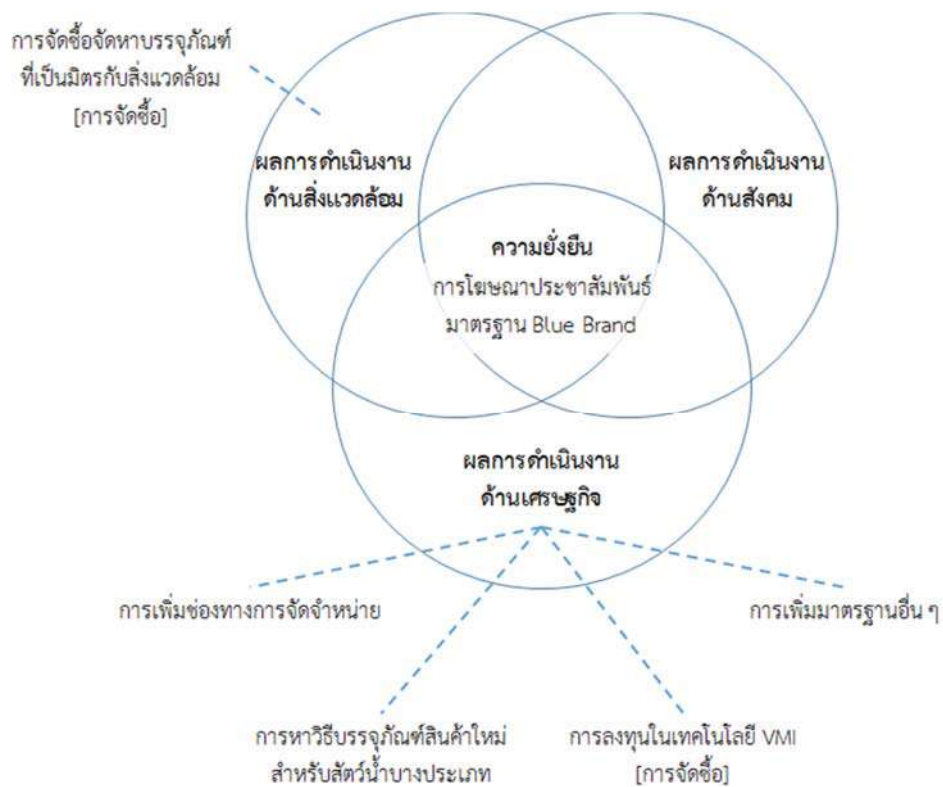 การจัดซื้อจัดหาบรรจุภัณฑ์
ที่เป็นมิตรกับสิ่งแวดล้อม
[การจัดซื้อ]
ผลการดำเนินงาน
ด้านสิ่งแวดล้อม
ผลการดำเนินงาน
ด้านสังคม
ความยั่งยืน
การโฆษณาประชาสัมพันธ์
มาตรฐาน Blue Brand
ผลการดำเนินงาน
ด้านเศรษฐกิจ
การเพิ่มช่องทางการจัดจำหน่าย
การเพิ่มมาตรฐานอื่น ๆ
การหาวิธีบรรจุภัณฑ์สินค้าใหม่
สำหรับสัตว์น้ำบางประเภท
การลงทุนในเทคโนโลยี VMI
[การจัดซื้อ]